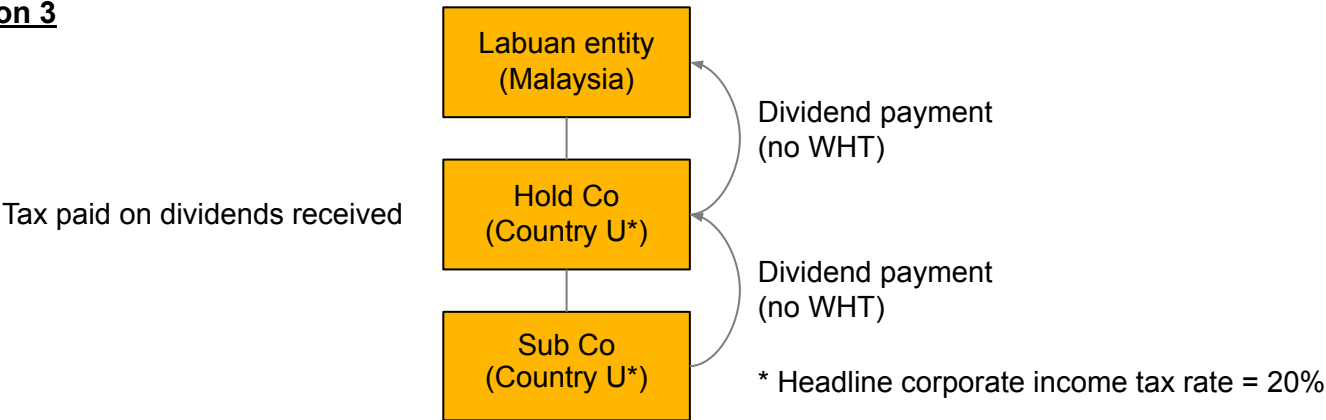 on 3
Labuan entity
(Malaysia)
Dividend payment
(no WHT)
Hold Co
(Country U*)
Tax paid on dividends received
Dividend payment
(no WHT)
Sub Co
(Country U*)
* Headline corporate income tax rate = 20%